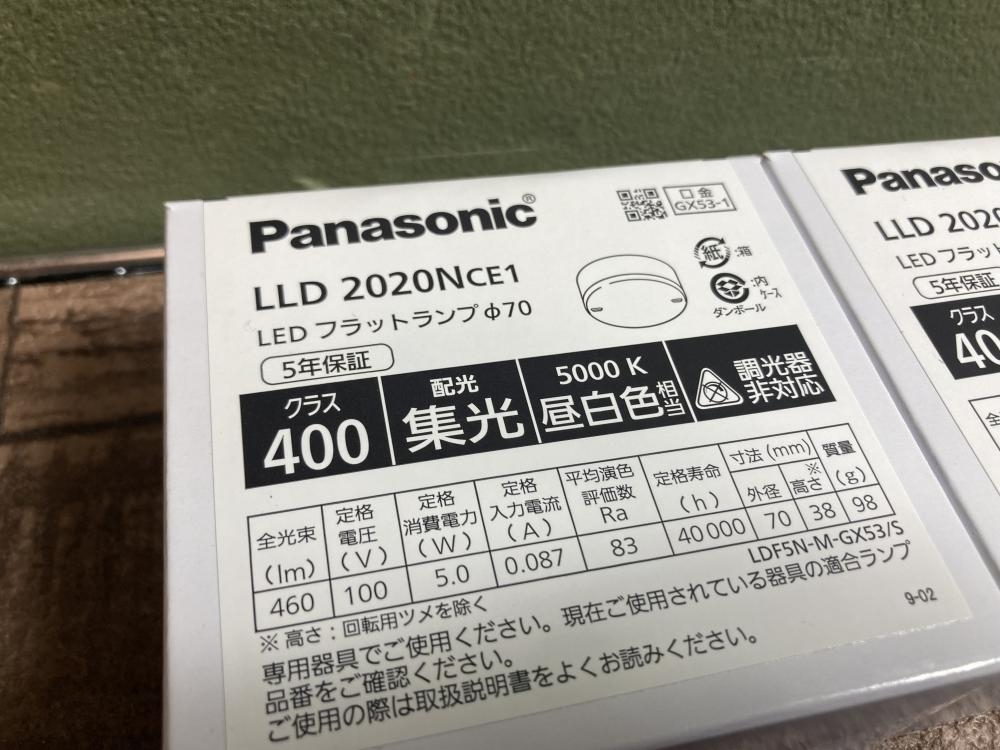 Panasonic®
口金
GX53-1
LLD 2020NCE1
紙 :箱
:内ケース
ダンボール
LED フラットランプ φ70
5年保証
クラス
400
配光
集光
5000 K
昼白色相当
調光器
非対応
全光束
(lm)
定格
電圧
(V)
定格
消費電力
(W)
定格
入力電流
(A)
平均演色
評価数
Ra
定格寿命
(h)
寸法 (mm)
外径
※
高さ
質量
(g)
460
100
5.0
0.087
83
40 000
70
38
98
※ 高さ:回転用ツメを除く
LDF5N-M-GX53/S
専用器具でご使用ください。現在ご使用されている器具の適合ランプ
品番をご確認ください。
ご使用の際は取扱説明書をよくお読みください。
9-02
Panaso
LLD 202
LED フラッ
5年保証
クラス
40
全